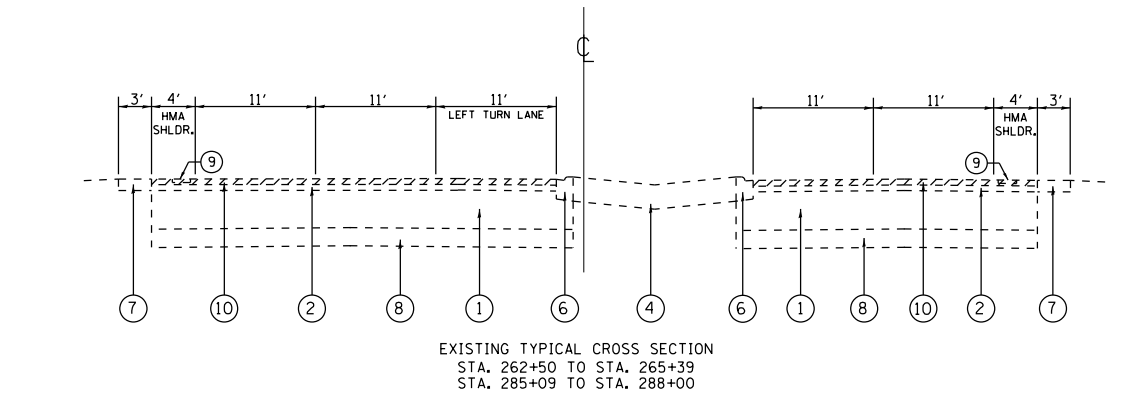 ℄
3' 4' 11' 11' 11' 11' 11' 4' 3'
HMA SHLDR.
LEFT TURN LANE
HMA SHLDR.
9 9
7 10 2 8 1 6 4 6 1 8 10 2 7
EXISTING TYPICAL CROSS SECTION
STA. 262+50 TO STA. 265+39
STA. 285+09 TO STA. 288+00